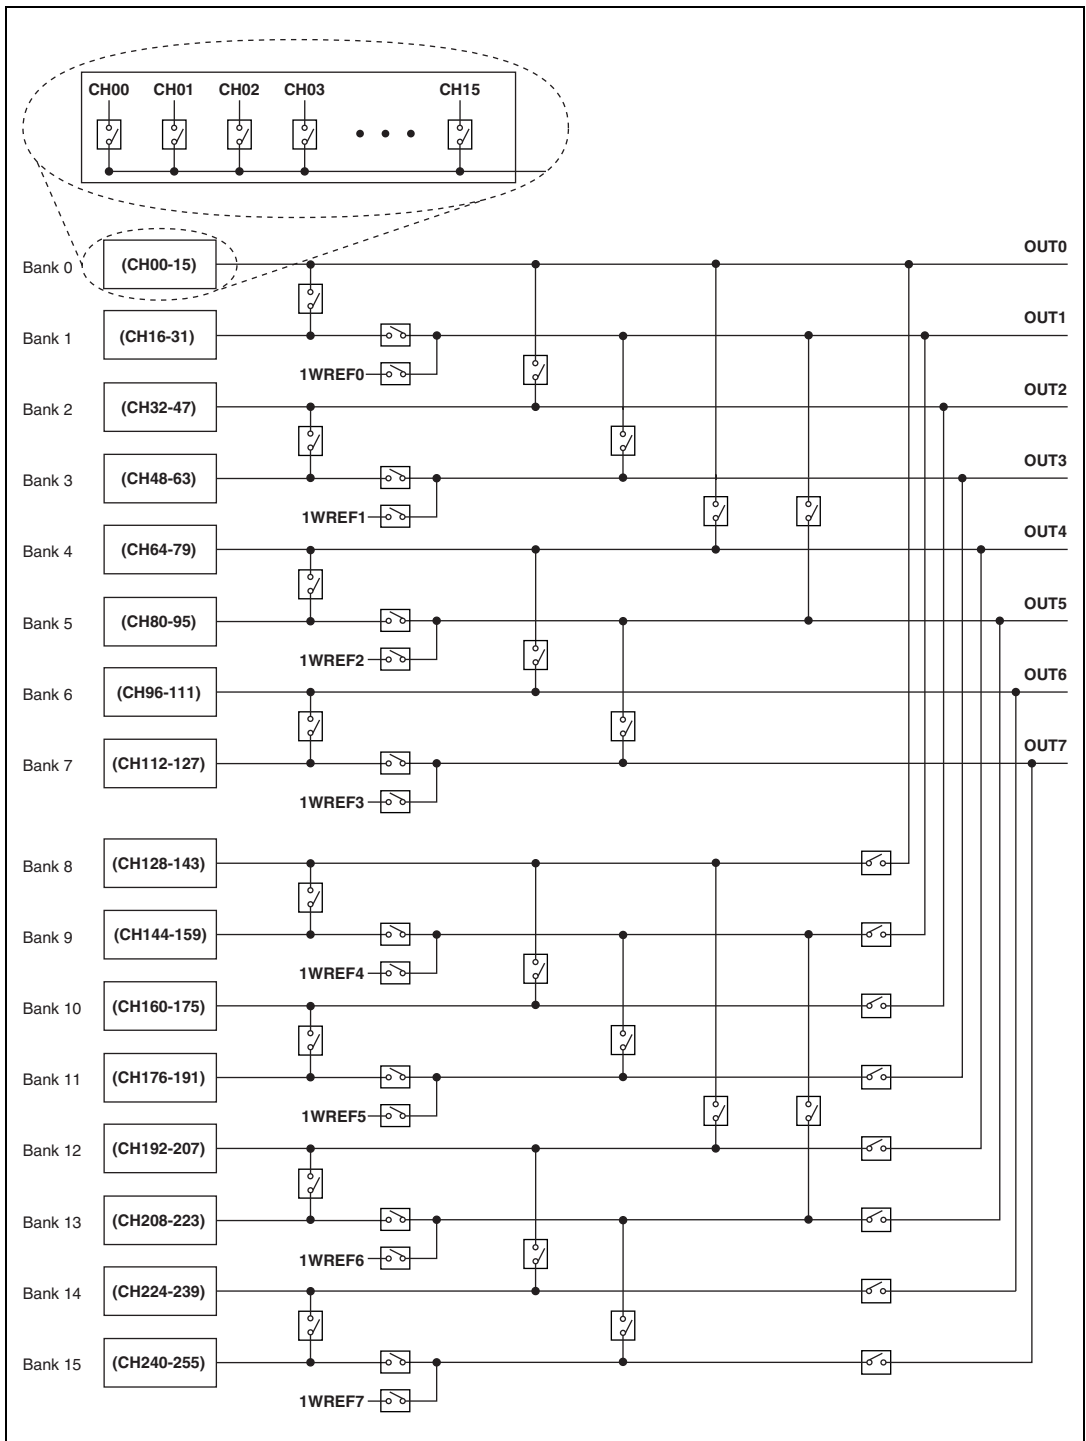 CH00 CH01 CH02 CH03 CH15
OUT0
Bank 0 (CH00-15)
OUT1
Bank 1 (CH16-31)
1WREF0
OUT2
Bank 2 (CH32-47)
OUT3
Bank 3 (CH48-63)
1WREF1
OUT4
Bank 4 (CH64-79)
OUT5
Bank 5 (CH80-95)
1WREF2
OUT6
Bank 6 (CH96-111)
OUT7
Bank 7 (CH112-127)
1WREF3
Bank 8 (CH128-143)
Bank 9 (CH144-159)
1WREF4
Bank 10 (CH160-175)
Bank 11 (CH176-191)
1WREF5
Bank 12 (CH192-207)
Bank 13 (CH208-223)
1WREF6
Bank 14 (CH224-239)
Bank 15 (CH240-255)
1WREF7